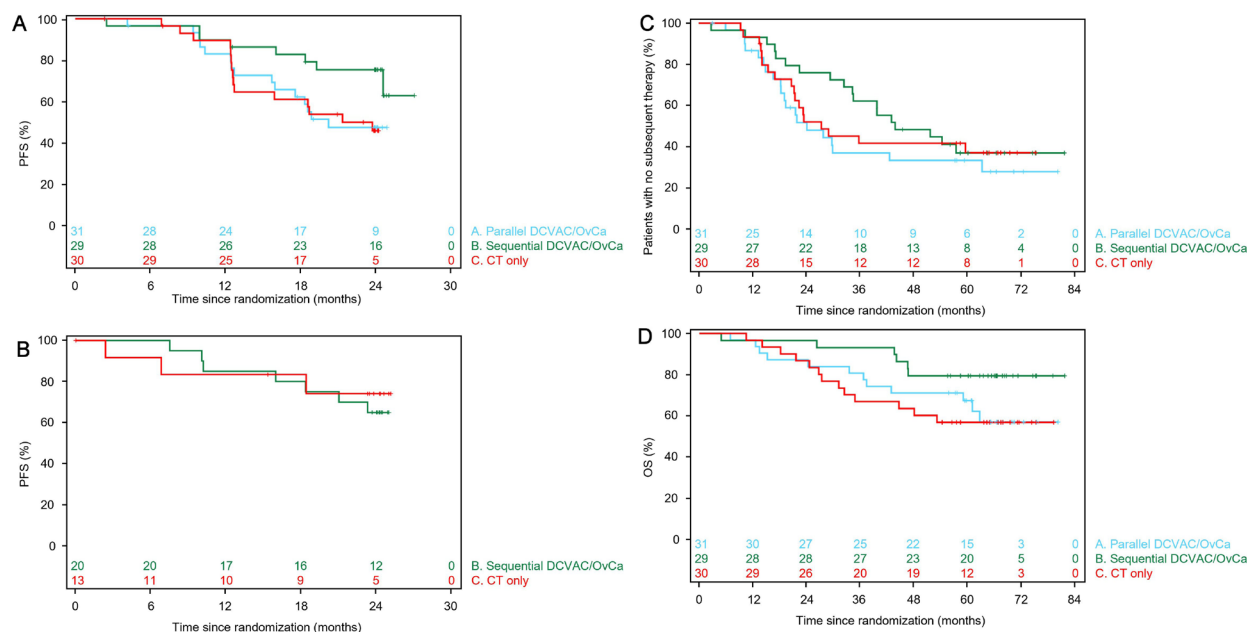 A
PFS (%)
100
80
60
40
20
0
31 28 24 17 9 0 A. Parallel DCVAC/OvCa
29 28 26 23 16 0 B. Sequential DCVAC/OvCa
30 29 25 17 5 0 C. CT only
0 6 12 18 24 30
Time since randomization (months)
B
PFS (%)
100
80
60
40
20
0
20 20 17 16 12 0 B. Sequential DCVAC/OvCa
13 11 10 9 5 0 C. CT only
0 6 12 18 24 30
Time since randomization (months)
C
Patients with no subsequent therapy (%)
100
80
60
40
20
0
31 25 14 10 9 6 2 0 A. Parallel DCVAC/OvCa
29 27 22 18 13 8 4 0 B. Sequential DCVAC/OvCa
30 28 15 12 12 8 1 0 C. CT only
0 12 24 36 48 60 72 84
Time since randomization (months)
D
OS (%)
100
80
60
40
20
0
31 30 27 25 22 15 3 0 A. Parallel DCVAC/OvCa
29 28 28 27 23 20 5 0 B. Sequential DCVAC/OvCa
30 29 26 20 19 12 3 0 C. CT only
0 12 24 36 48 60 72 84
Time since randomization (months)